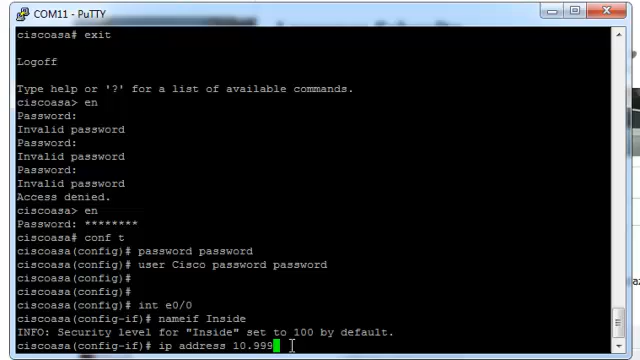 COM11 - PuTTY
ciscoasa# exit
Logoff
Type help or '?' for a list of available commands.
ciscoasa> en
Password:
Invalid password
Password:
Invalid password
Password:
Invalid password
Access denied.
ciscoasa> en
Password: ********
ciscoasa# conf t
ciscoasa(config)# password password
ciscoasa(config)# user Cisco password password
ciscoasa(config)#
ciscoasa(config)#
ciscoasa(config)# int e0/0
ciscoasa(config-if)# nameif Inside
INFO: Security level for "Inside" set to 100 by default.
ciscoasa(config-if)# ip address 10.999